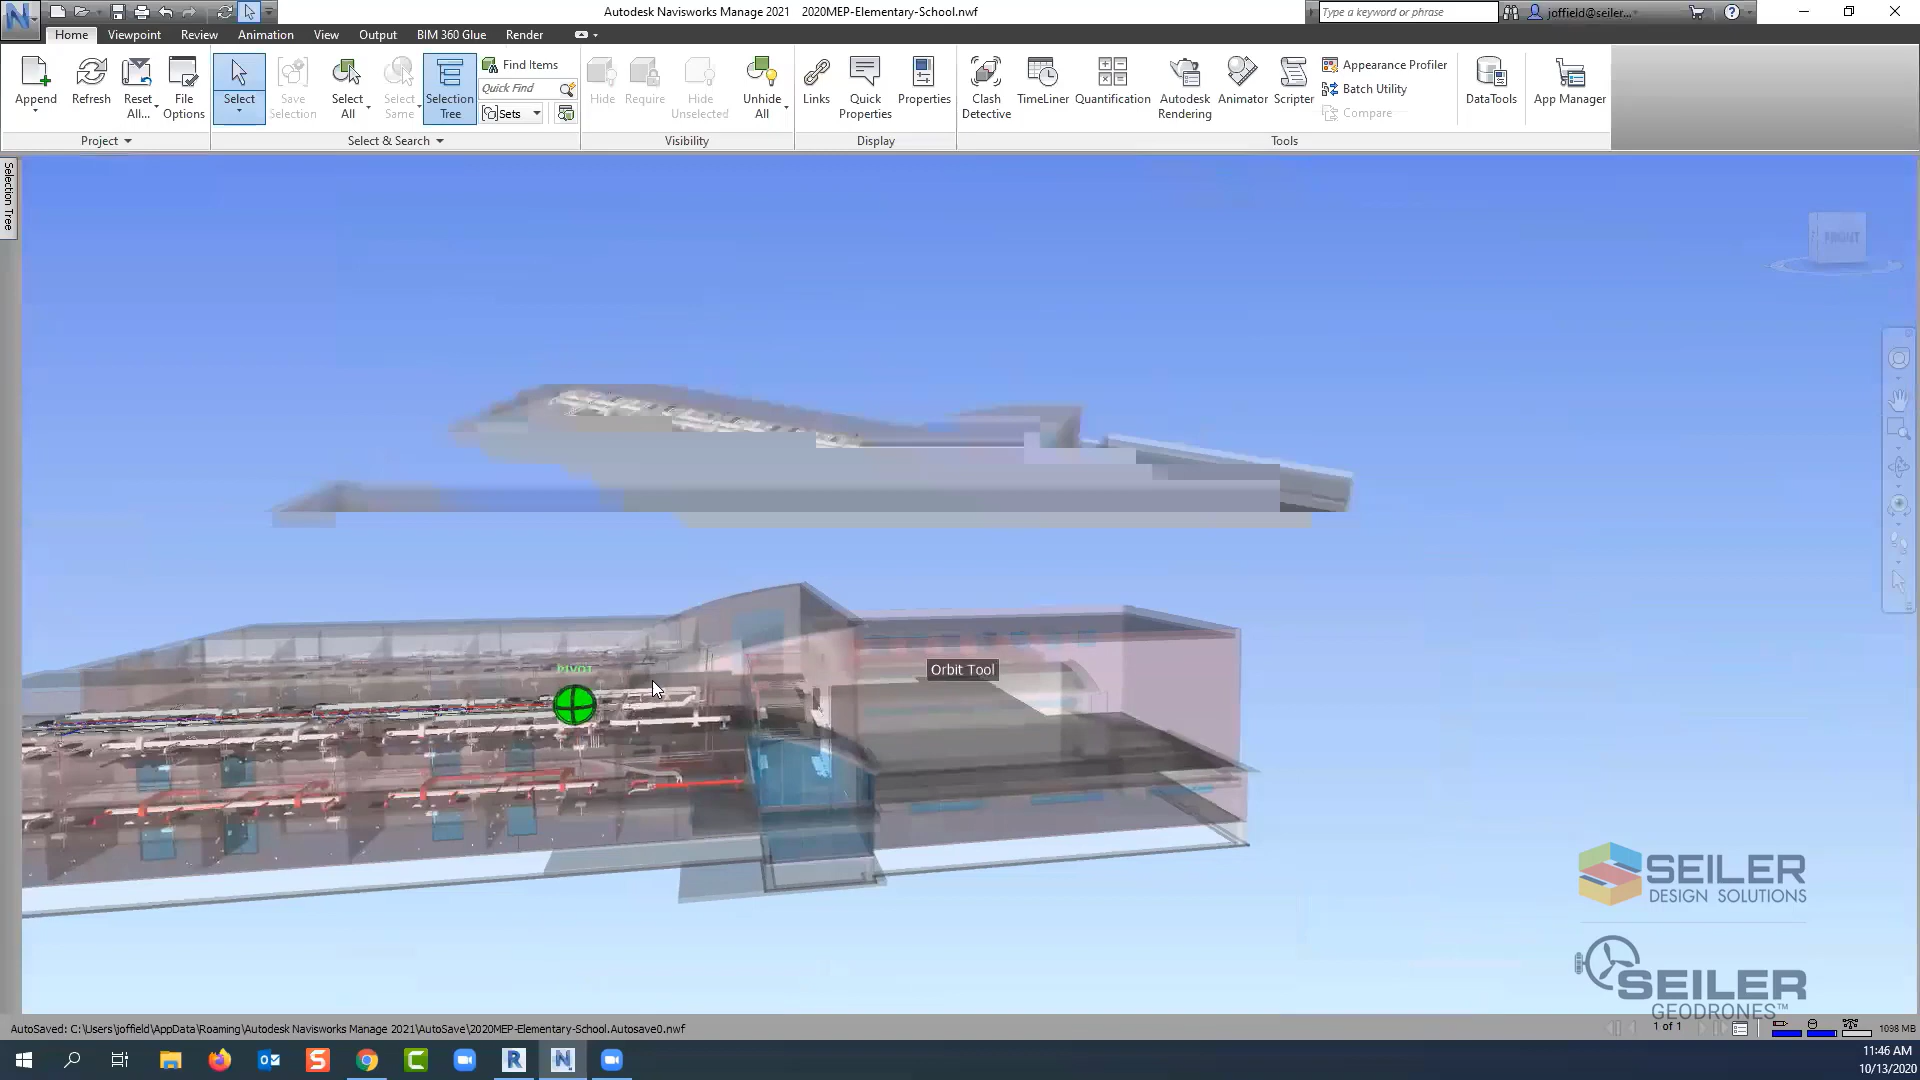 Autodesk Navisworks Manage 2021 2020MEP-Elementary-School.nwf
Type a keyword or phrase
joffield@seiler...
Home Viewpoint Review Animation View Output BIM 360 Glue Render
Append
Refresh
Reset All...
File Options
Project
Select
Save Selection
Select All
Select Same
Selection Tree
Find Items
Quick Find
Sets
Select & Search
Hide
Require
Hide Unselected
Unhide All
Visibility
Links
Quick Properties
Properties
Display
Clash Detective
TimeLiner
Quantification
Autodesk Rendering
Animator
Scripter
Appearance Profiler
Batch Utility
Compare
Tools
DataTools
App Manager
Selection Tree
FRONT
PIVOT
Orbit Tool
SEILER
DESIGN SOLUTIONS
SEILER
GEODRONES™
AutoSaved: C:\Users\joffield\AppData\Roaming\Autodesk Navisworks Manage 2021\AutoSave\2020MEP-Elementary-School.Autosave0.nwf
1 of 1
1098 MB
11:46 AM
10/13/2020